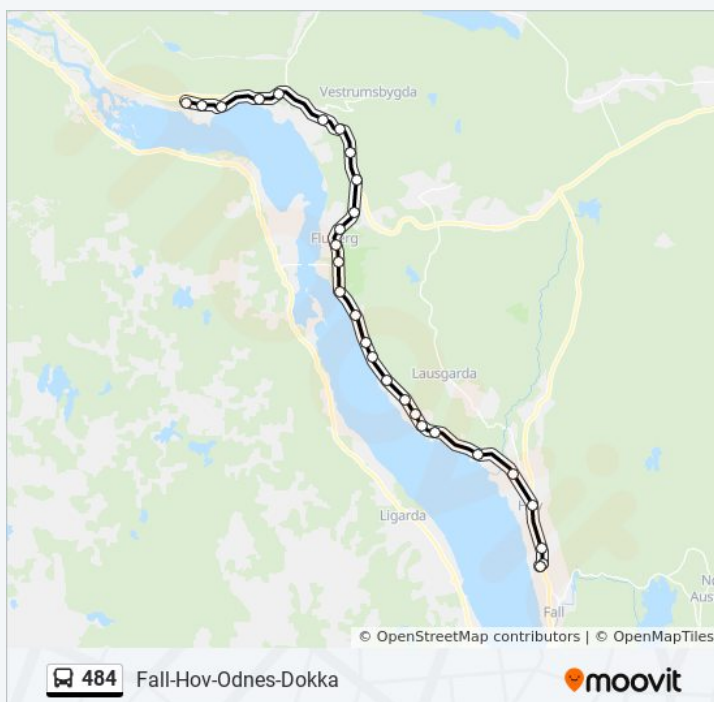 Vestrumsbygda
Lausgarda
Ligarda
Fall
© OpenStreetMap contributors | © OpenMapTiles
484 Fall-Hov-Odnes-Dokka
moovit